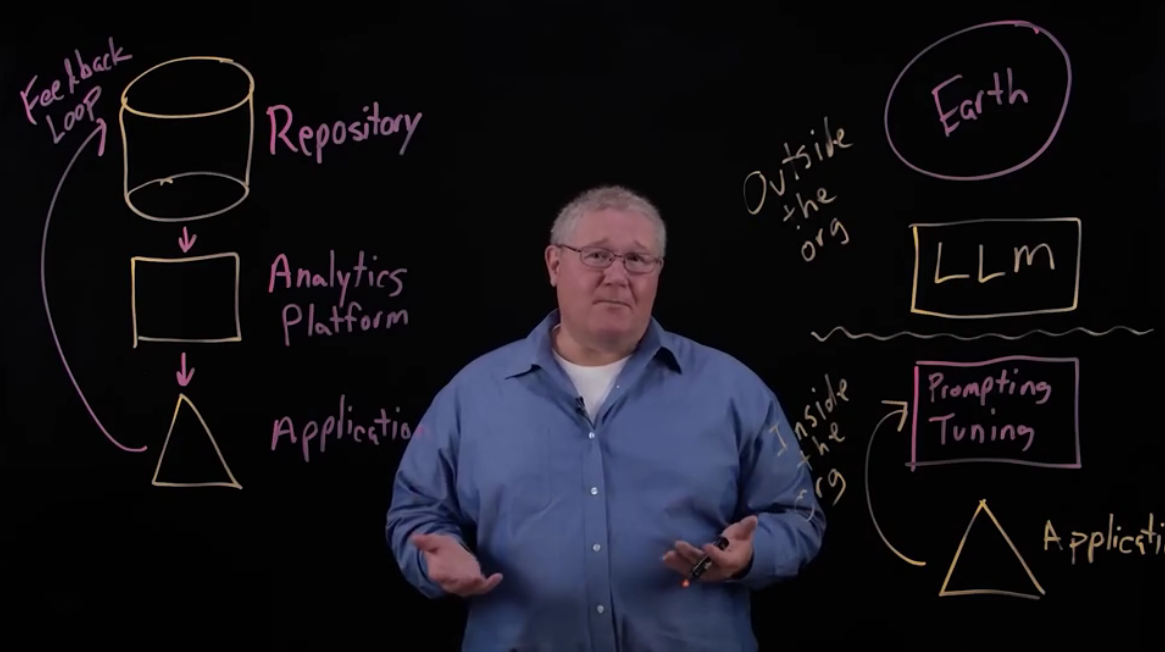 Feedback
Loop
Repository
Analytics
Platform
Application
Earth
Outside
the
org
LLM
Inside
the
org
Prompting
Tuning
Applicati